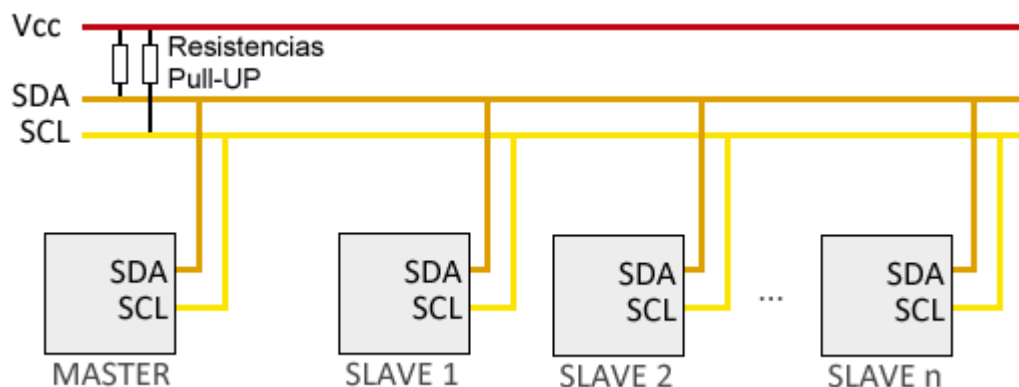 Vcc
Resistencias
Pull-UP
SDA
SCL
SDA
SCL
MASTER
SDA
SCL
SLAVE 1
SDA
SCL
SLAVE 2
...
SDA
SCL
SLAVE n